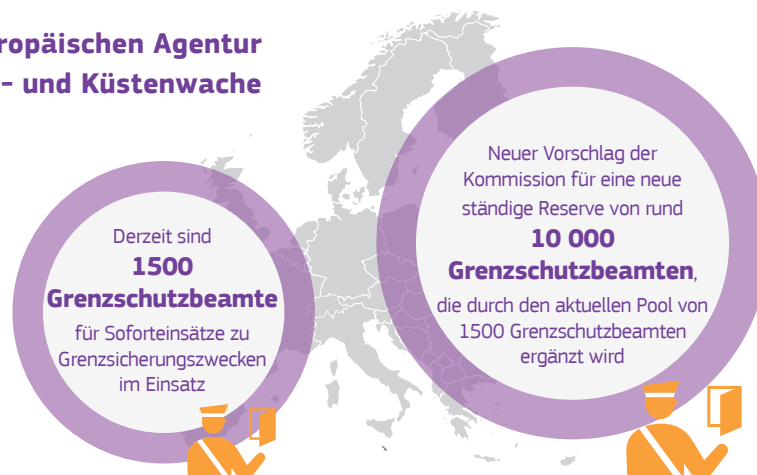 ropäischen Agentur
- und Küstenwache
Derzeit sind
1500
Grenzschutzbeamte
für Soforteinsätze zu
Grenzsicherungszwecken
im Einsatz
Neuer Vorschlag der
Kommission für eine neue
ständige Reserve von rund
10 000
Grenzschutzbeamten,
die durch den aktuellen Pool von
1500 Grenzschutzbeamten
ergänzt wird